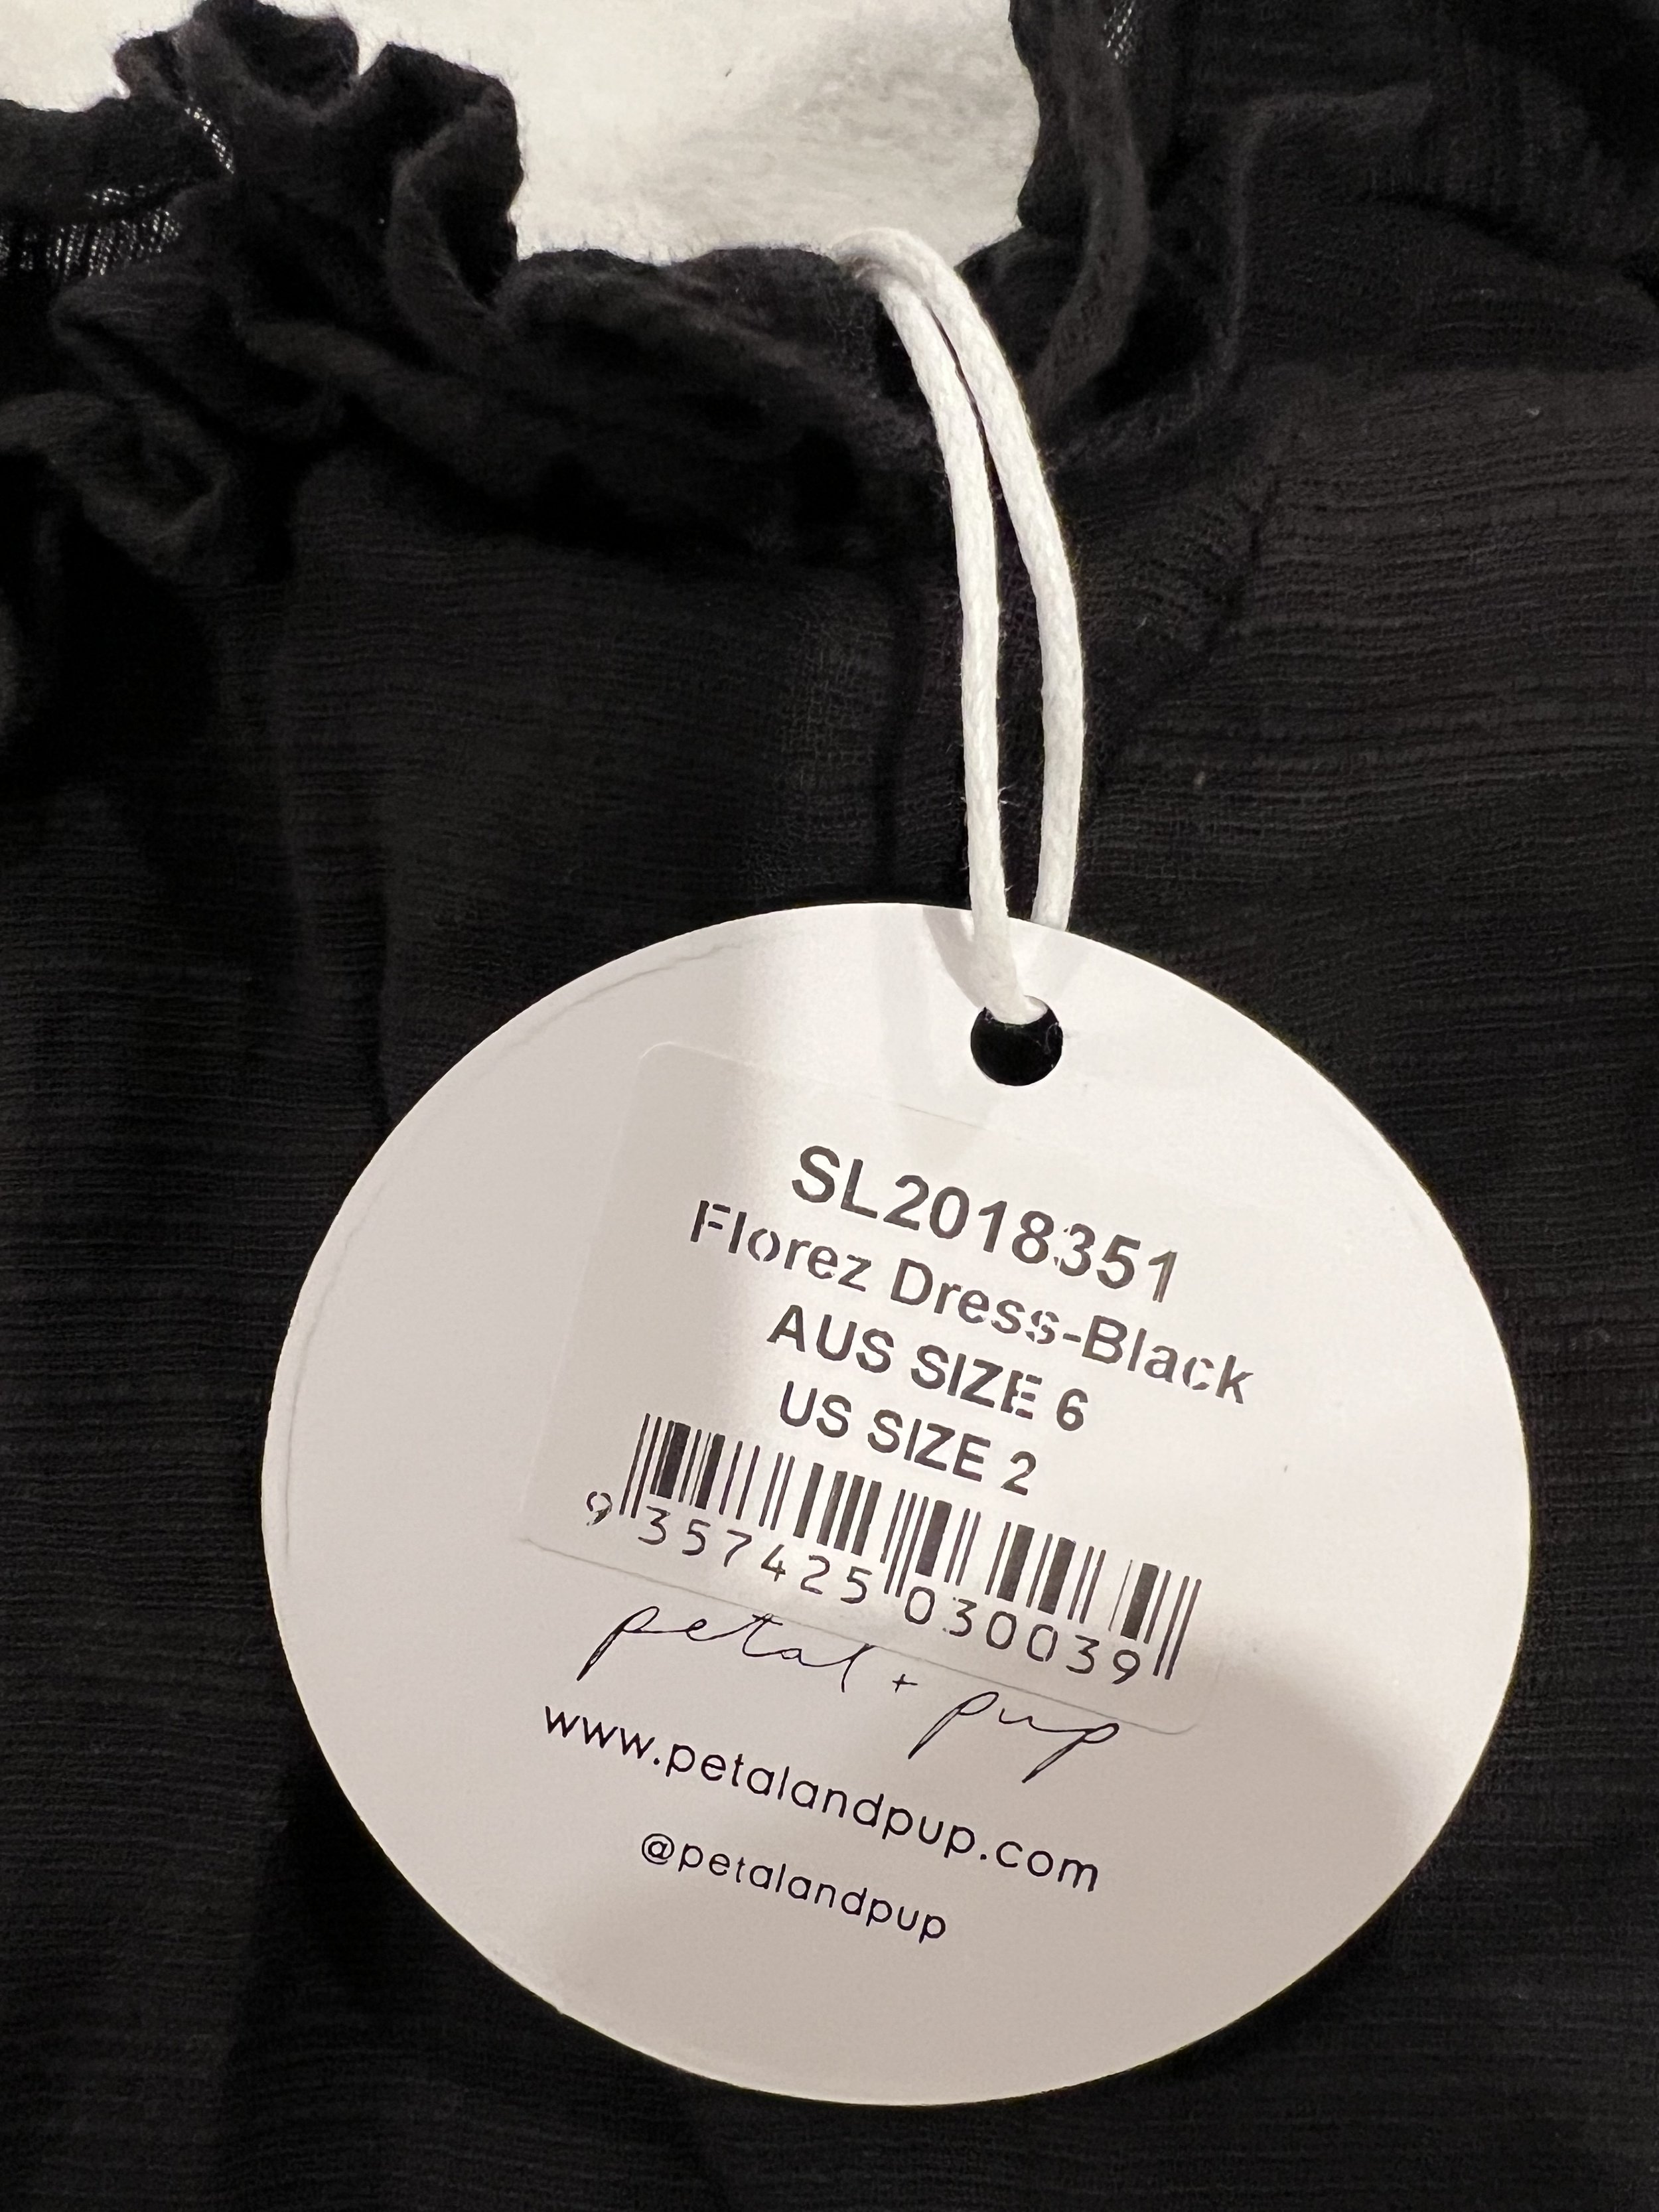 SL2018351
Florez Dress-Black
AUS SIZE 6
US SIZE 2
9 357425 030039
petal + pup
www.petalandpup.com
@petalandpup